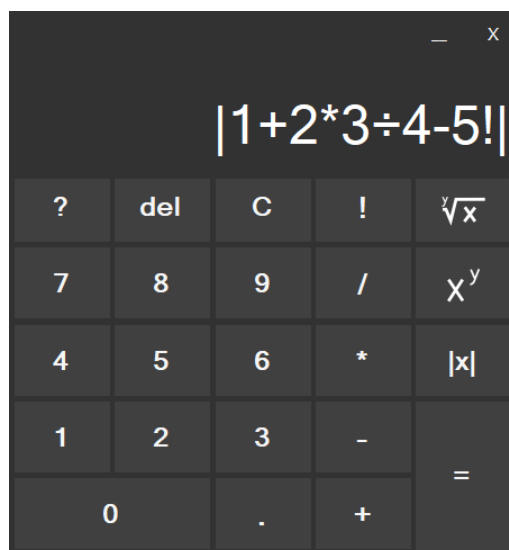 _ x
|1+2*3÷4-5!|
? del C ! y√x
7 8 9 / xʸ
4 5 6 * |x|
1 2 3 -
=
0 . +